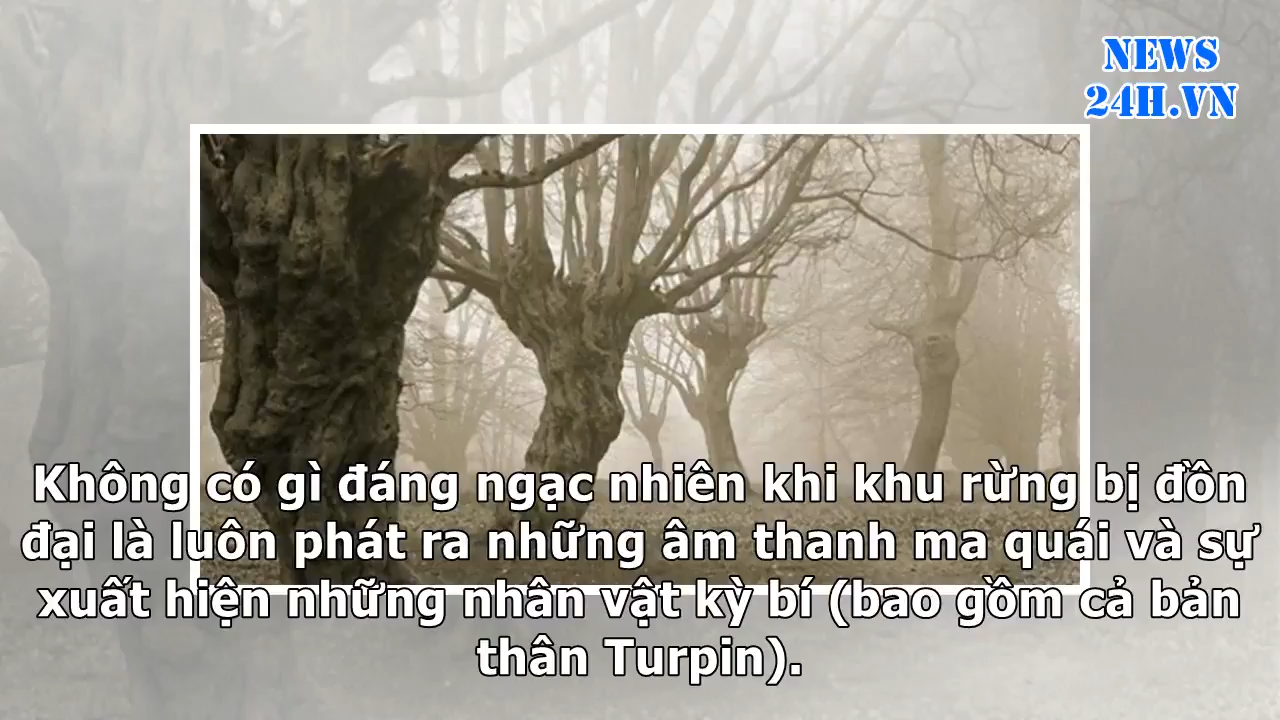 NEWS
24H.VN
Không có gì đáng ngạc nhiên khi khu rừng bị đồn
đại là luôn phát ra những âm thanh ma quái và sự
xuất hiện những nhân vật kỳ bí (bao gồm cả bản
thân Turpin).